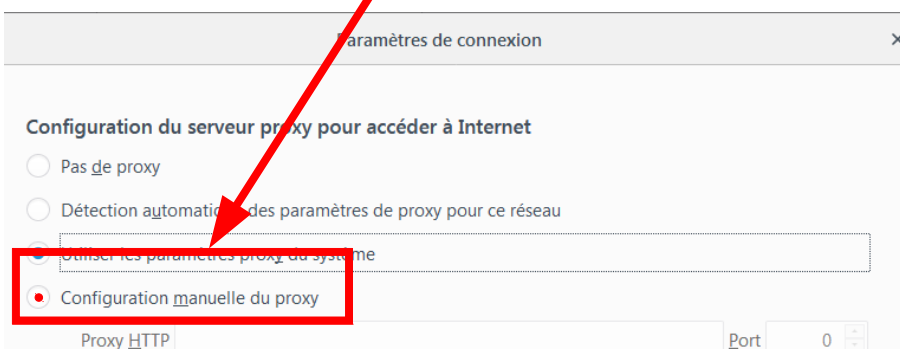 Paramètres de connexion
Configuration du serveur proxy pour accéder à Internet
Pas de proxy
Détection automatique des paramètres de proxy pour ce réseau
Utiliser les paramètres proxy du système
Configuration manuelle du proxy
Proxy HTTP Port 0